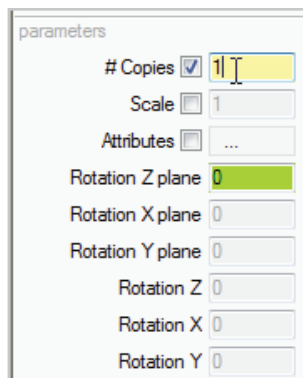 parameters
# Copies 1
Scale 1
Attributes ...
Rotation Z plane 0
Rotation X plane 0
Rotation Y plane 0
Rotation Z 0
Rotation X 0
Rotation Y 0